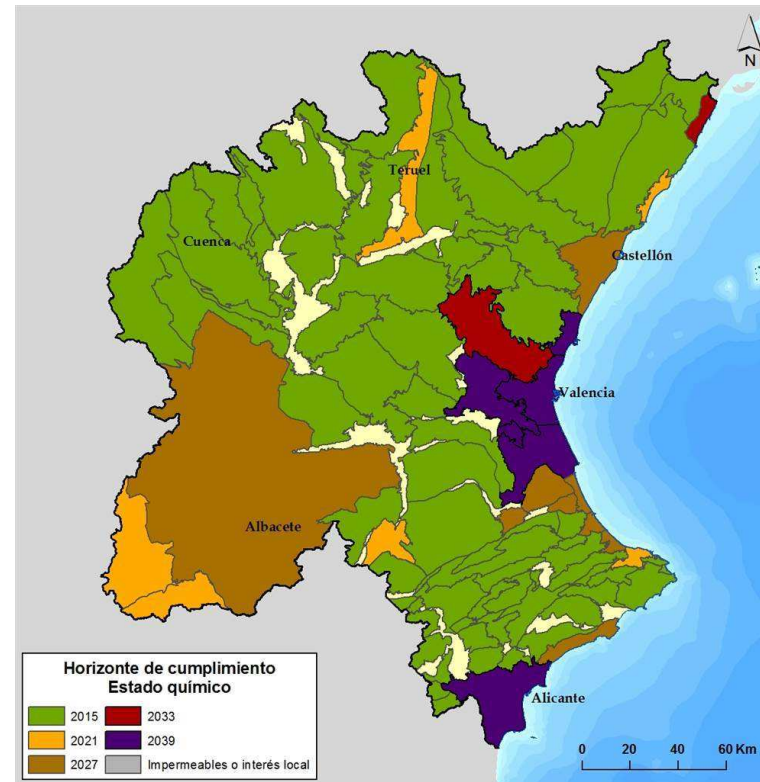 N
Teruel
Cuenca
Castellón
Valencia
Albacete
Alicante
Horizonte de cumplimiento
Estado químico
2015 2033
2021 2039
2027 Impermeables o interés local
0 20 40 60 Km